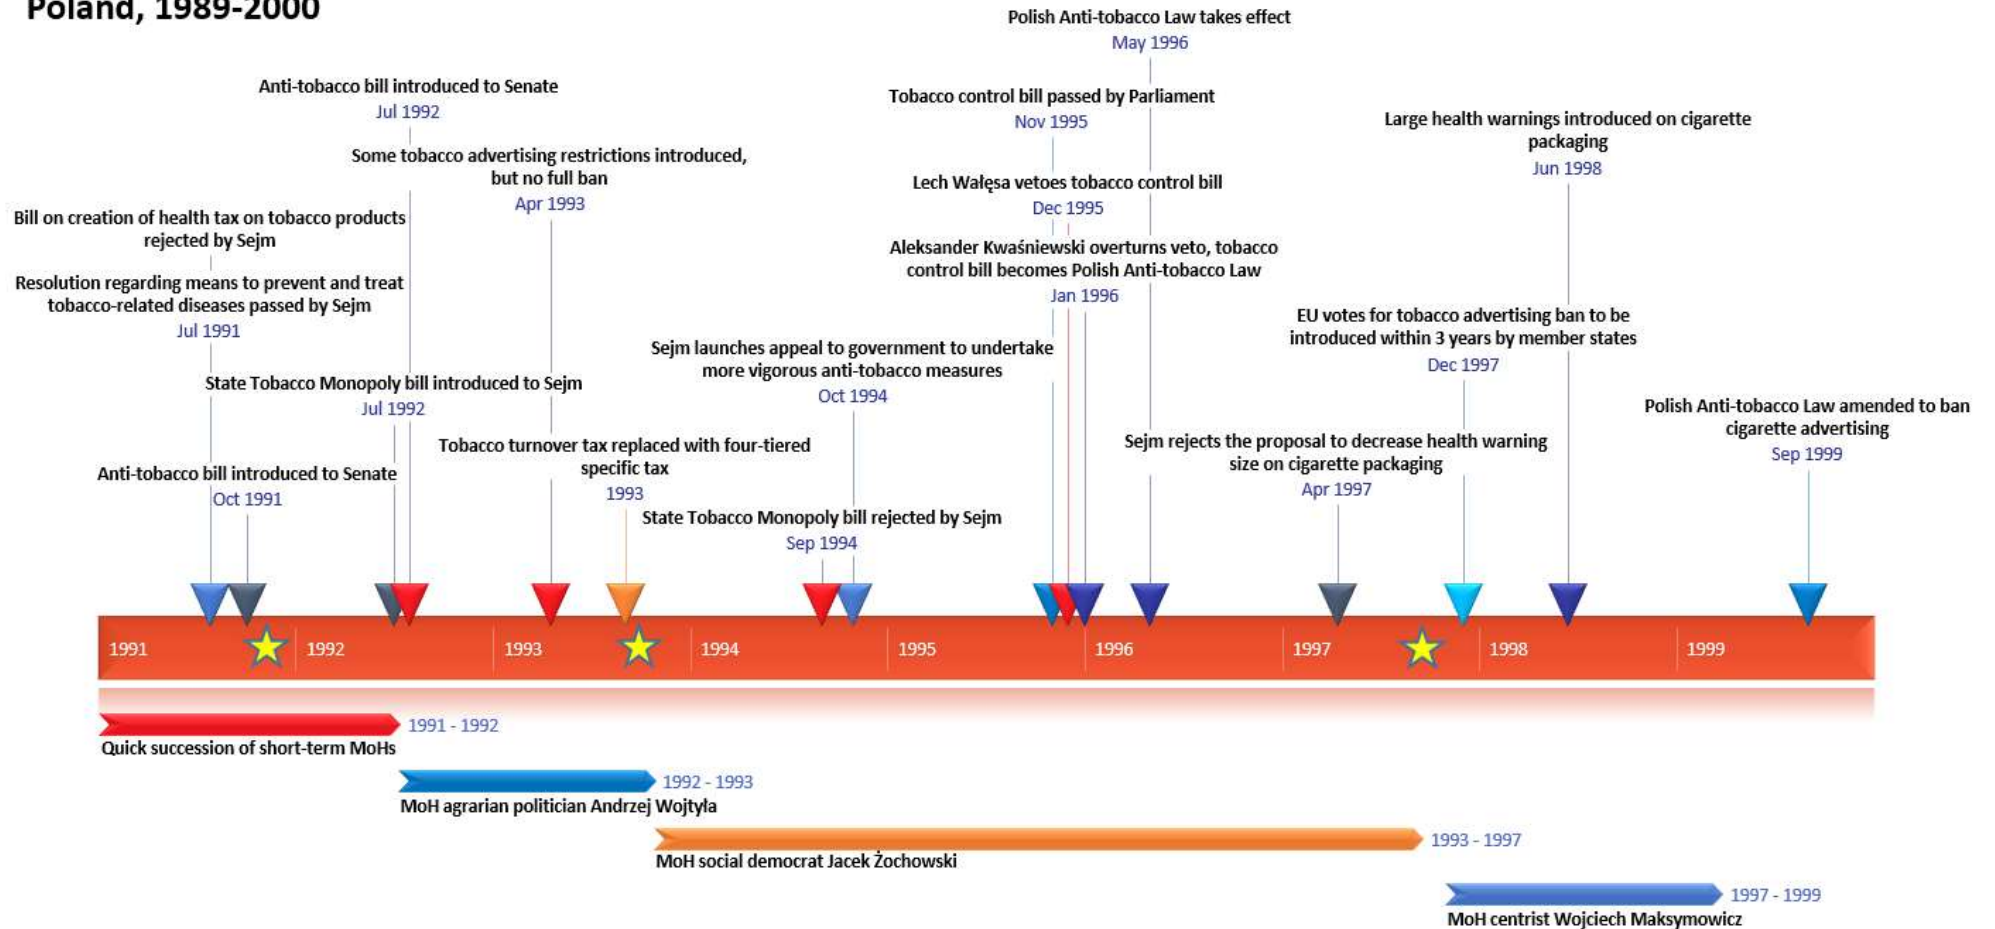 Poland, 1989-2000
Polish Anti-tobacco Law takes effect
May 1996
Anti-tobacco bill introduced to Senate
Jul 1992
Tobacco control bill passed by Parliament
Nov 1995
Large health warnings introduced on cigarette
packaging
Jun 1998
Some tobacco advertising restrictions introduced,
but no full ban
Apr 1993
Lech Wałęsa vetoes tobacco control bill
Dec 1995
Bill on creation of health tax on tobacco products
rejected by Sejm
Aleksander Kwaśniewski overturns veto, tobacco
control bill becomes Polish Anti-tobacco Law
Jan 1996
Resolution regarding means to prevent and treat
tobacco-related diseases passed by Sejm
Jul 1991
EU votes for tobacco advertising ban to be
introduced within 3 years by member states
Dec 1997
Sejm launches appeal to government to undertake
more vigorous anti-tobacco measures
Oct 1994
State Tobacco Monopoly bill introduced to Sejm
Jul 1992
Polish Anti-tobacco Law amended to ban
cigarette advertising
Sep 1999
Tobacco turnover tax replaced with four-tiered
specific tax
1993
Sejm rejects the proposal to decrease health warning
size on cigarette packaging
Apr 1997
Anti-tobacco bill introduced to Senate
Oct 1991
State Tobacco Monopoly bill rejected by Sejm
Sep 1994
1991 1992 1993 1994 1995 1996 1997 1998 1999
1991 - 1992
Quick succession of short-term MoHs
1992 - 1993
MoH agrarian politician Andrzej Wojtyła
1993 - 1997
MoH social democrat Jacek Żochowski
1997 - 1999
MoH centrist Wojciech Maksymowicz